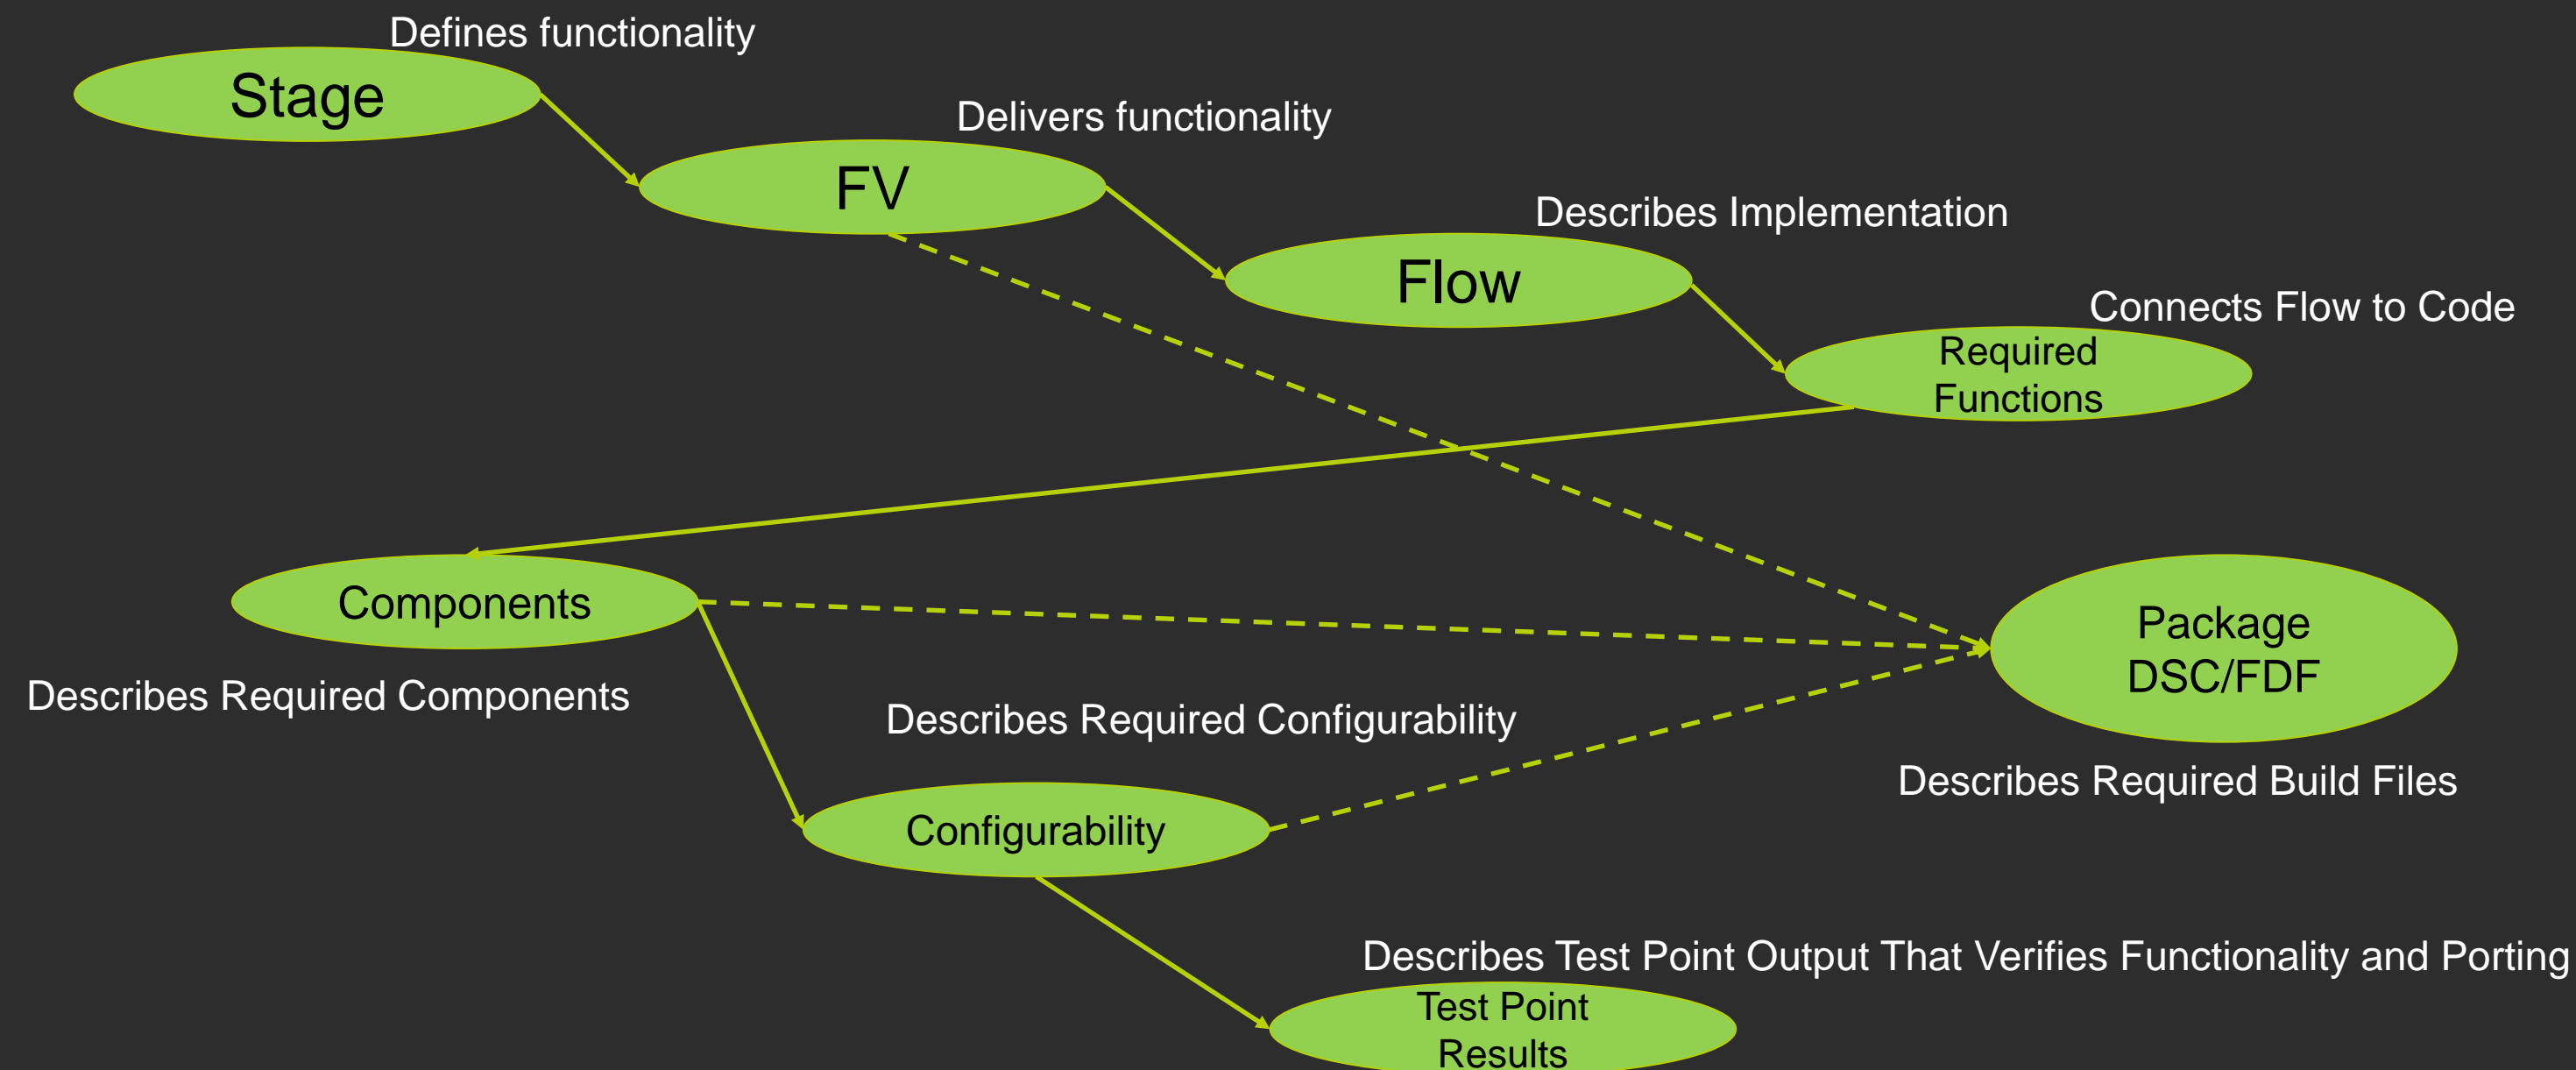 Defines functionality
Stage
Delivers functionality
FV
Describes Implementation
Flow
Connects Flow to Code
Required
Functions
Components
Describes Required Components
Package
DSC/FDF
Describes Required Build Files
Describes Required Configurability
Configurability
Describes Test Point Output That Verifies Functionality and Porting
Test Point
Results